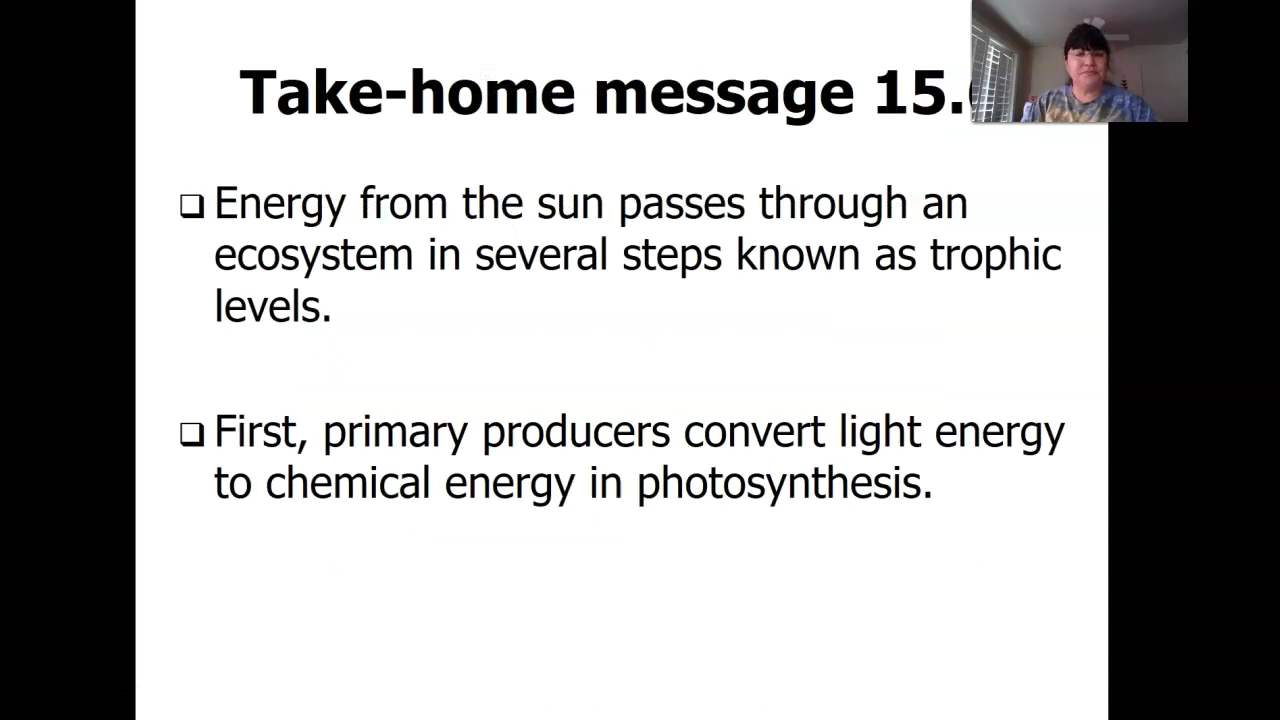 Take-home message 15.
❑ Energy from the sun passes through an
ecosystem in several steps known as trophic
levels.
❑ First, primary producers convert light energy
to chemical energy in photosynthesis.